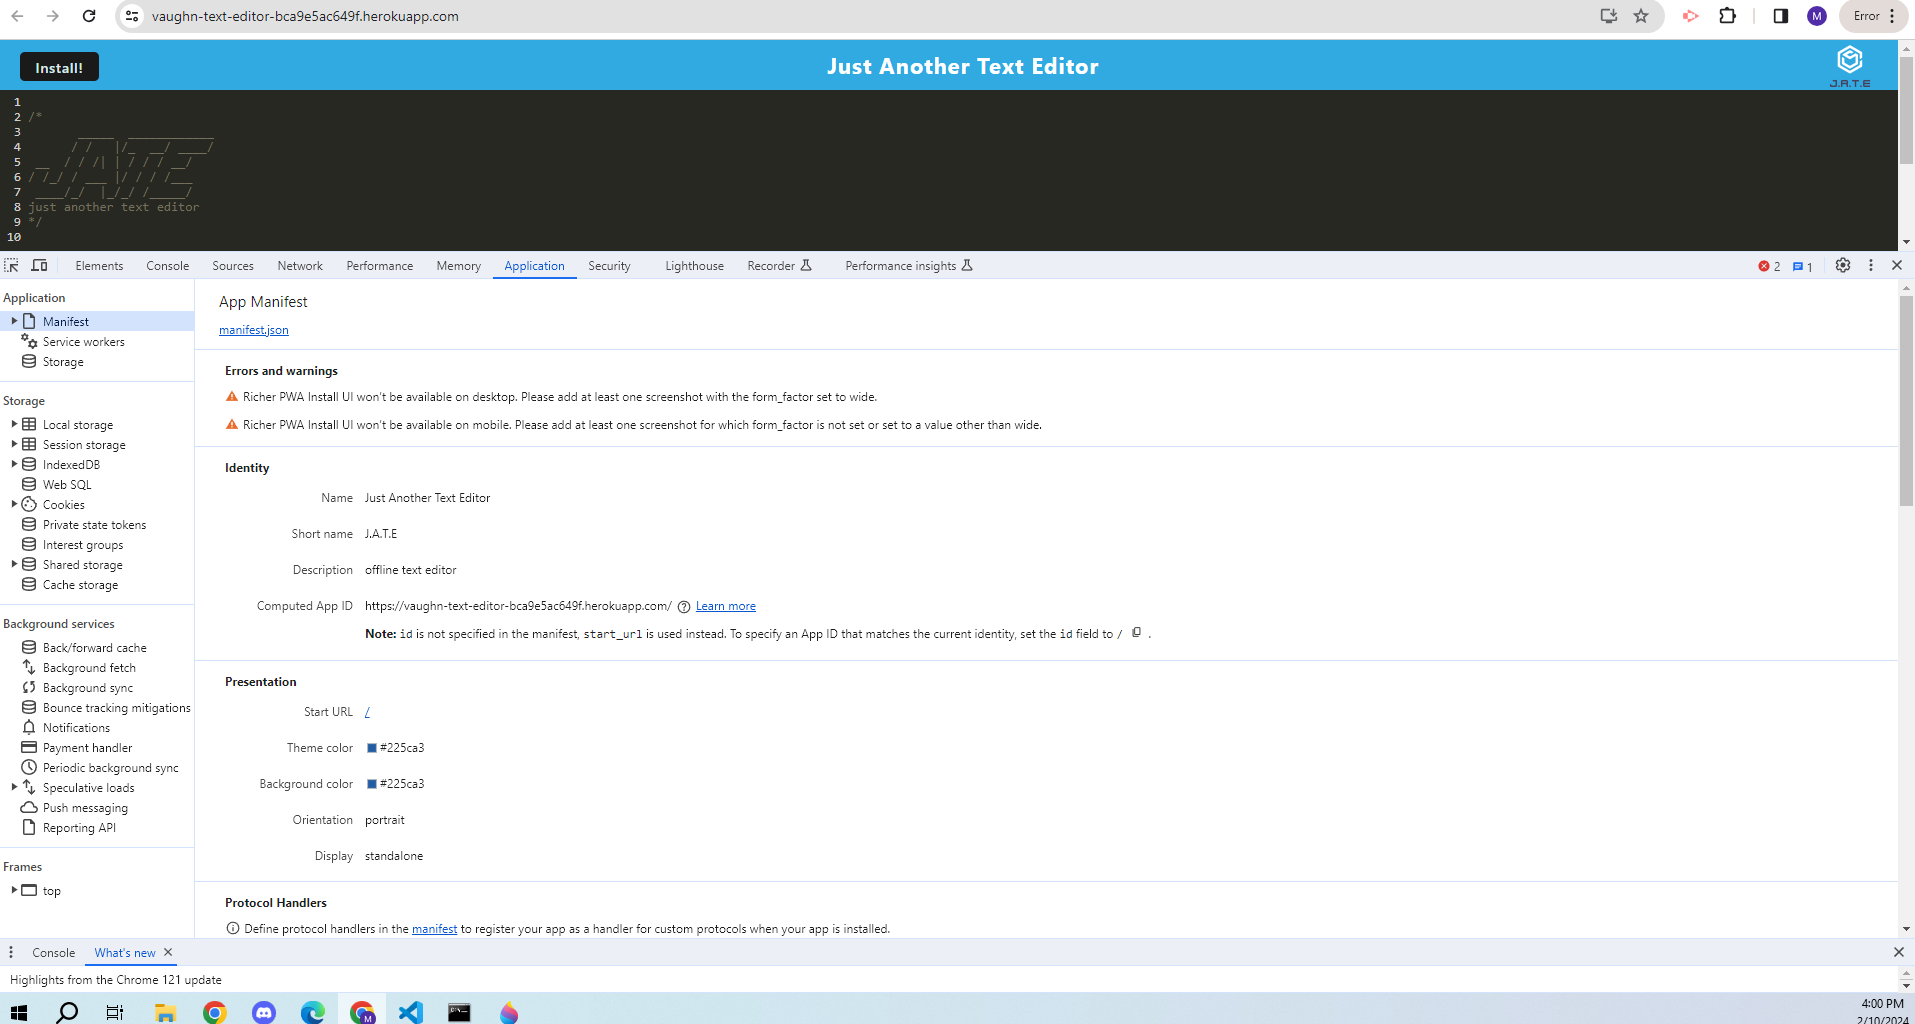 vaughn-text-editor-bca9e5ac649f.herokuapp.com
M
Error
Install!
Just Another Text Editor
J.A.T.E
1
2 /*
3       _____  ____________
4      / /   |/_  __/ ____/
5 __  / / /| | / / / __/
6 / /_/ / ___ |/ / / /___
7 ____/_/  |_/_/ /_____/
8 just another text editor
9 */
10
Elements Console Sources Network Performance Memory Application Security Lighthouse Recorder Performance insights 2 1
Application
Manifest
Service workers
Storage
Storage
Local storage
Session storage
IndexedDB
Web SQL
Cookies
Private state tokens
Interest groups
Shared storage
Cache storage
Background services
Back/forward cache
Background fetch
Background sync
Bounce tracking mitigations
Notifications
Payment handler
Periodic background sync
Speculative loads
Push messaging
Reporting API
Frames
top
App Manifest
manifest.json
Errors and warnings
Richer PWA Install UI won't be available on desktop. Please add at least one screenshot with the form_factor set to wide.
Richer PWA Install UI won't be available on mobile. Please add at least one screenshot for which form_factor is not set or set to a value other than wide.
Identity
Name Just Another Text Editor
Short name J.A.T.E
Description offline text editor
Computed App ID https://vaughn-text-editor-bca9e5ac649f.herokuapp.com/ Learn more
Note: id is not specified in the manifest, start_url is used instead. To specify an App ID that matches the current identity, set the id field to / .
Presentation
Start URL /
Theme color #225ca3
Background color #225ca3
Orientation portrait
Display standalone
Protocol Handlers
Define protocol handlers in the manifest to register your app as a handler for custom protocols when your app is installed.
Console What's new
Highlights from the Chrome 121 update
M
4:00 PM
2/10/2024